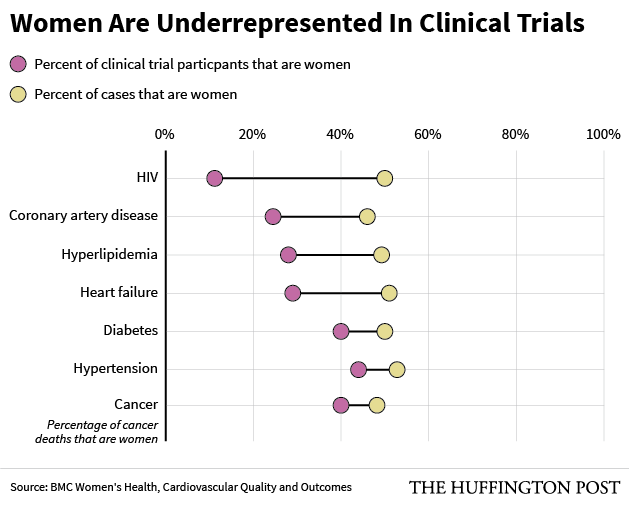 Women Are Underrepresented In Clinical Trials
Percent of clinical trial particpants that are women
Percent of cases that are women
0% 20% 40% 60% 80% 100%
HIV
Coronary artery disease
Hyperlipidemia
Heart failure
Diabetes
Hypertension
Cancer
Percentage of cancer
deaths that are women
Source: BMC Women's Health, Cardiovascular Quality and Outcomes
THE HUFFINGTON POST